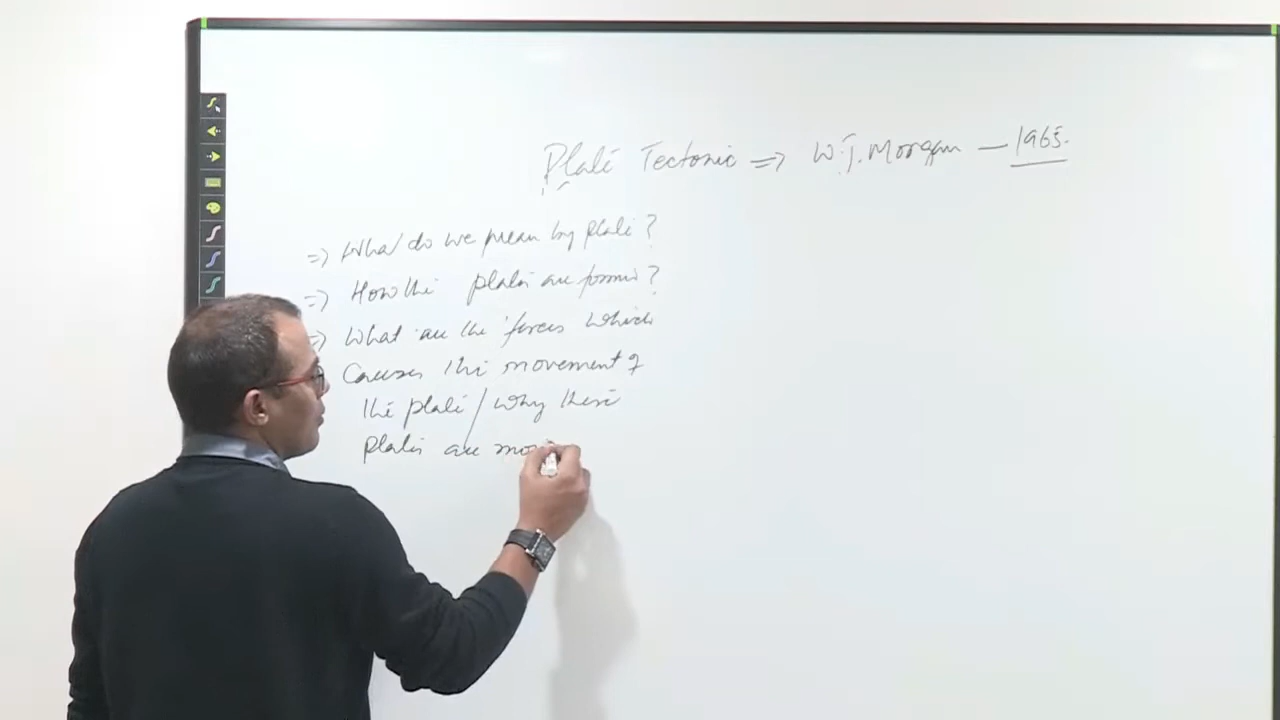 Plate Tectonic => W.J. Morgan — 1965.
=> What do we mean by plate ?
=> How the plates are formed ?
=> What are the forces which
Causes the movement of
the plate / Why these
plates are mov